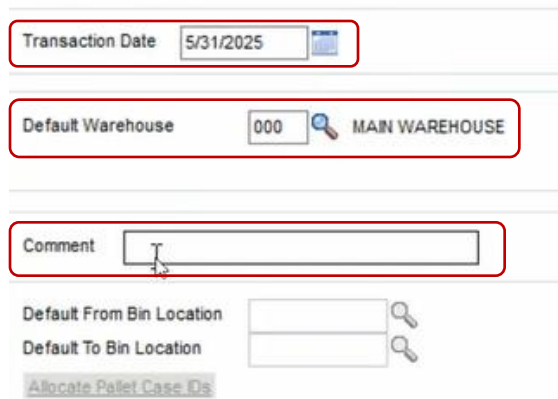 Transaction Date 5/31/2025
Default Warehouse 000 MAIN WAREHOUSE
Comment
Default From Bin Location
Default To Bin Location
Allocate Pallet Case IDs